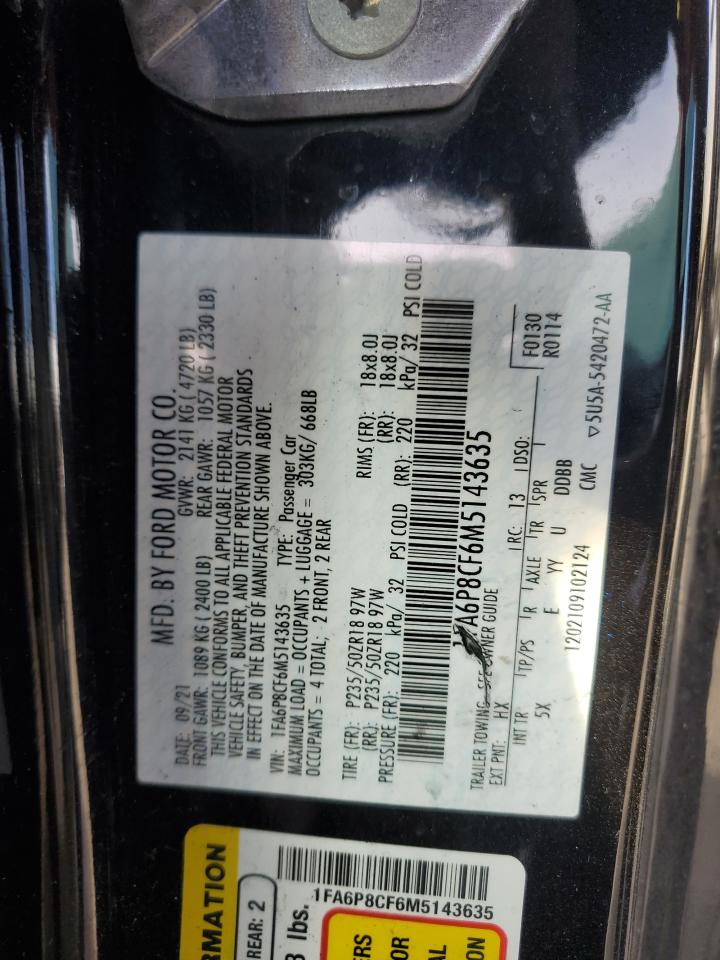 MFD. BY FORD MOTOR CO.
DATE: 09/21 GVWR: 2141 KG ( 4720 LB)
FRONT GAWR: 1089 KG (2400 LB) REAR GAWR: 1057 KG ( 2330 LB)
THIS VEHICLE CONFORMS TO ALL APPLICABLE FEDERAL MOTOR
VEHICLE SAFETY, BUMPER, AND THEFT PREVENTION STANDARDS
IN EFFECT ON THE DATE OF MANUFACTURE SHOWN ABOVE.
VIN: 1FA6P8CF6M5143635 TYPE: Passenger Car
MAXIMUM LOAD = OCCUPANTS + LUGGAGE = 303KG/ 668LB
OCCUPANTS = 4 TOTAL; 2 FRONT, 2 REAR
TIRE (FR): P235/50ZR18 97W RIMS (FR): 18x8.0J
(RR): P235/50ZR18 97W (RR): 18x8.0J
PRESSURE (FR): 220 kPa/ 32 PSI COLD (RR): 220 kPa/ 32 PSI COLD
A6P8CF6M5143635
TRAILER TOWING- SEE OWNER GUIDE
EXT PNT: HX RC: 13 DSO: F0130
R0114
INT TR TP/PS R AXLE TR SPR
5X E YY U DDBB
CMC
1202109102124 5U5A-5420472-AA
RMATION
REAR: 2
lbs.
1FA6P8CF6M5143635
ERS
OR
AL
ON